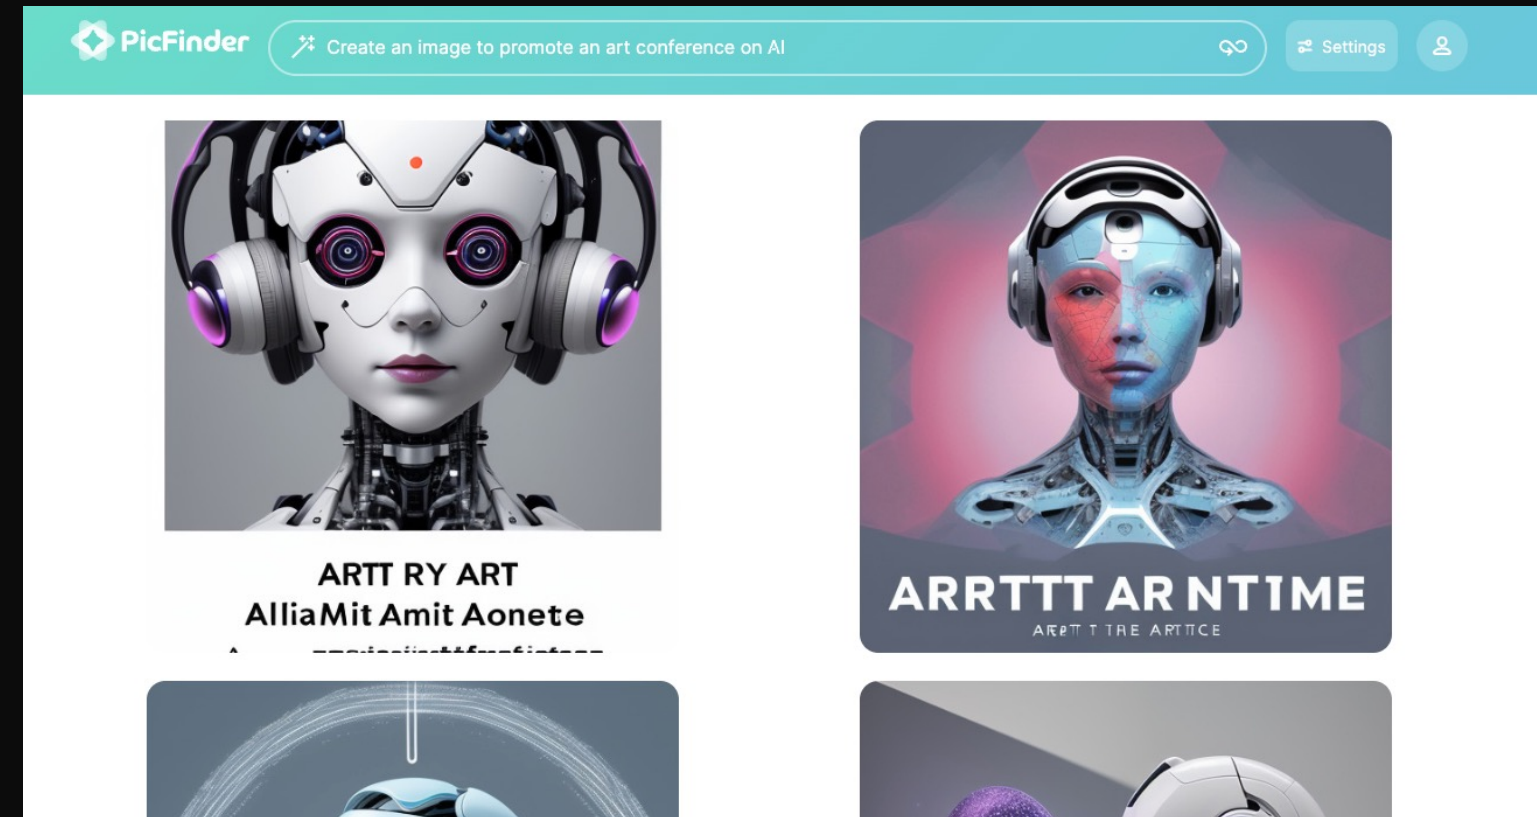 PicFinder
Create an image to promote an art conference on AI
Settings
ARTT RY ART
AlliaMit Amit Aonete
ARRTTT AR NTIME